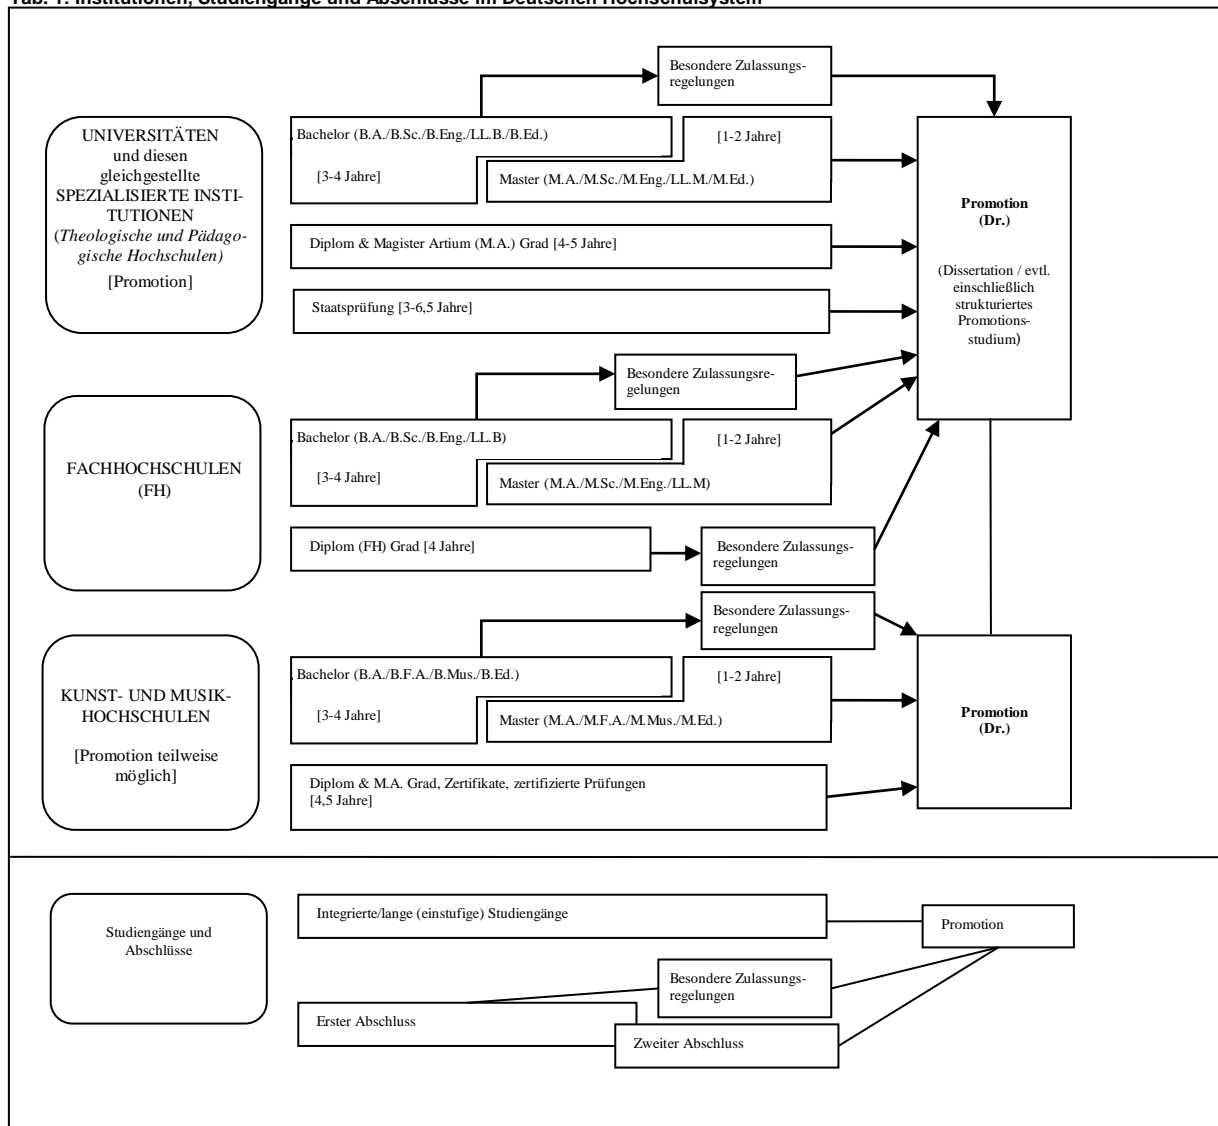 Tab. 1: Institutionen, Studiengänge und Abschlüsse im Deutschen Hochschulsystem
Besondere Zulassungs-
regelungen
UNIVERSITÄTEN
und diesen
gleichgestellte
SPEZIALISIERTE INSTI-
TUTIONEN
(Theologische und Pädago-
gische Hochschulen)
[Promotion]
Bachelor (B.A./B.Sc./B.Eng./LL.B./B.Ed.)
[3-4 Jahre]
[1-2 Jahre]
Master (M.A./M.Sc./M.Eng./LL.M./M.Ed.)
Diplom & Magister Artium (M.A.) Grad [4-5 Jahre]
Staatsprüfung [3-6,5 Jahre]
Promotion
(Dr.)
(Dissertation / evtl.
einschließlich
strukturiertes
Promotions-
studium)
Besondere Zulassungsre-
gelungen
FACHHOCHSCHULEN
(FH)
Bachelor (B.A./B.Sc./B.Eng./LL.B)
[3-4 Jahre]
[1-2 Jahre]
Master (M.A./M.Sc./M.Eng./LL.M)
Diplom (FH) Grad [4 Jahre]
Besondere Zulassungs-
regelungen
Besondere Zulassungs-
regelungen
KUNST- UND MUSIK-
HOCHSCHULEN
[Promotion teilweise
möglich]
Bachelor (B.A./B.F.A./B.Mus./B.Ed.)
[3-4 Jahre]
[1-2 Jahre]
Master (M.A./M.F.A./M.Mus./M.Ed.)
Diplom & M.A. Grad, Zertifikate, zertifizierte Prüfungen
[4,5 Jahre]
Promotion
(Dr.)
Studiengänge und
Abschlüsse
Integrierte/lange (einstufige) Studiengänge
Promotion
Besondere Zulassungs-
regelungen
Erster Abschluss
Zweiter Abschluss